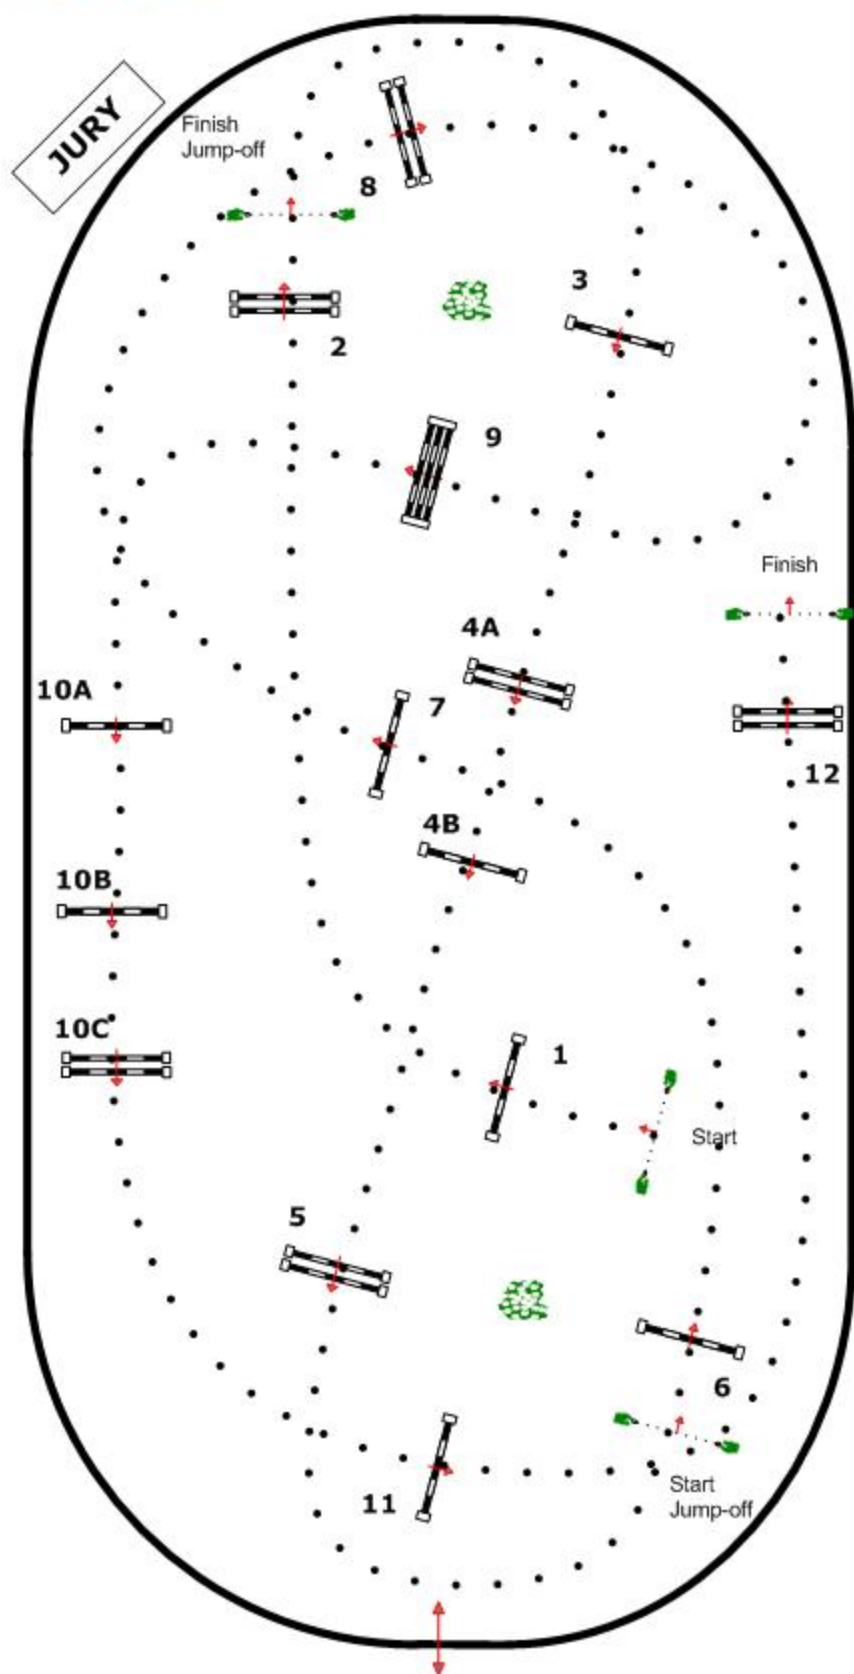 JURY
Finish
Jump-off
8
3
2
9
Finish
4A
10A
7
12
4B
10B
10C
1
Start
5
6
Start
Jump-off
11